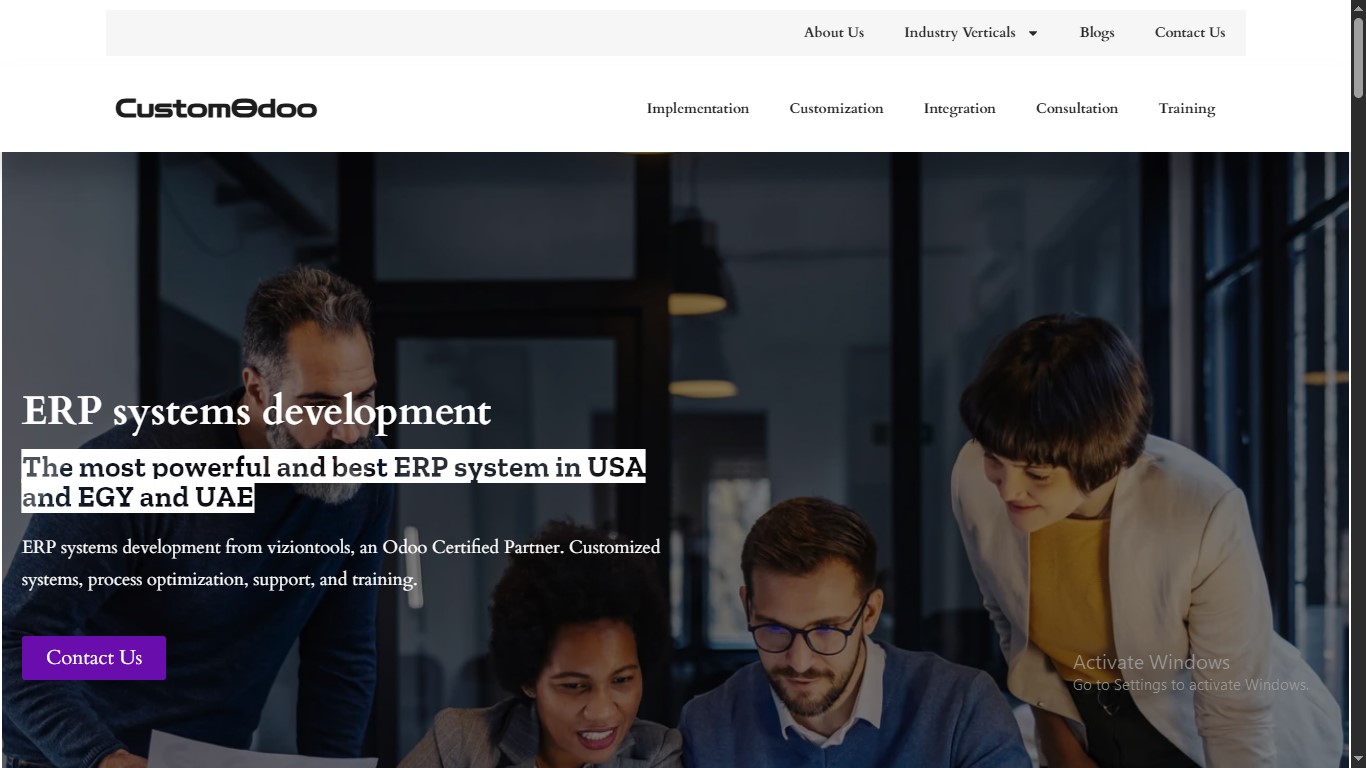 About Us Industry Verticals Blogs Contact Us
CustomOdoo Implementation Customization Integration Consultation Training
ERP systems development
The most powerful and best ERP system in USA
and EGY and UAE
ERP systems development from viziontools, an Odoo Certified Partner. Customized
systems, process optimization, support, and training.
Contact Us
Activate Windows
Go to Settings to activate Windows.